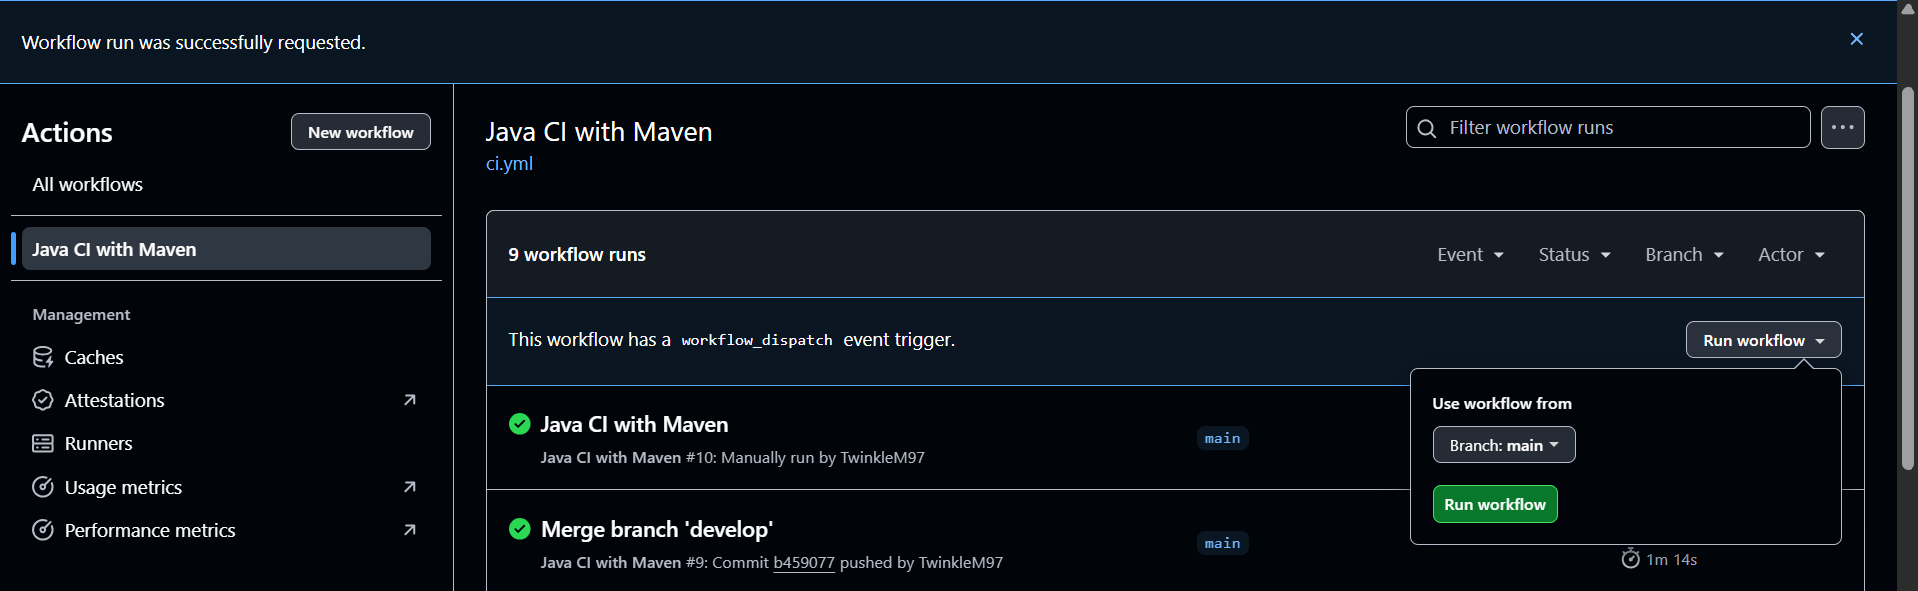 Workflow run was successfully requested.
Actions
New workflow
All workflows
Java CI with Maven
Management
Caches
Attestations
Runners
Usage metrics
Performance metrics
Java CI with Maven
ci.yml
Filter workflow runs
9 workflow runs
Event
Status
Branch
Actor
This workflow has a workflow_dispatch event trigger.
Run workflow
Use workflow from
Branch: main
Run workflow
Java CI with Maven
Java CI with Maven #10: Manually run by TwinkleM97
main
Merge branch 'develop'
Java CI with Maven #9: Commit b459077 pushed by TwinkleM97
main
1m 14s